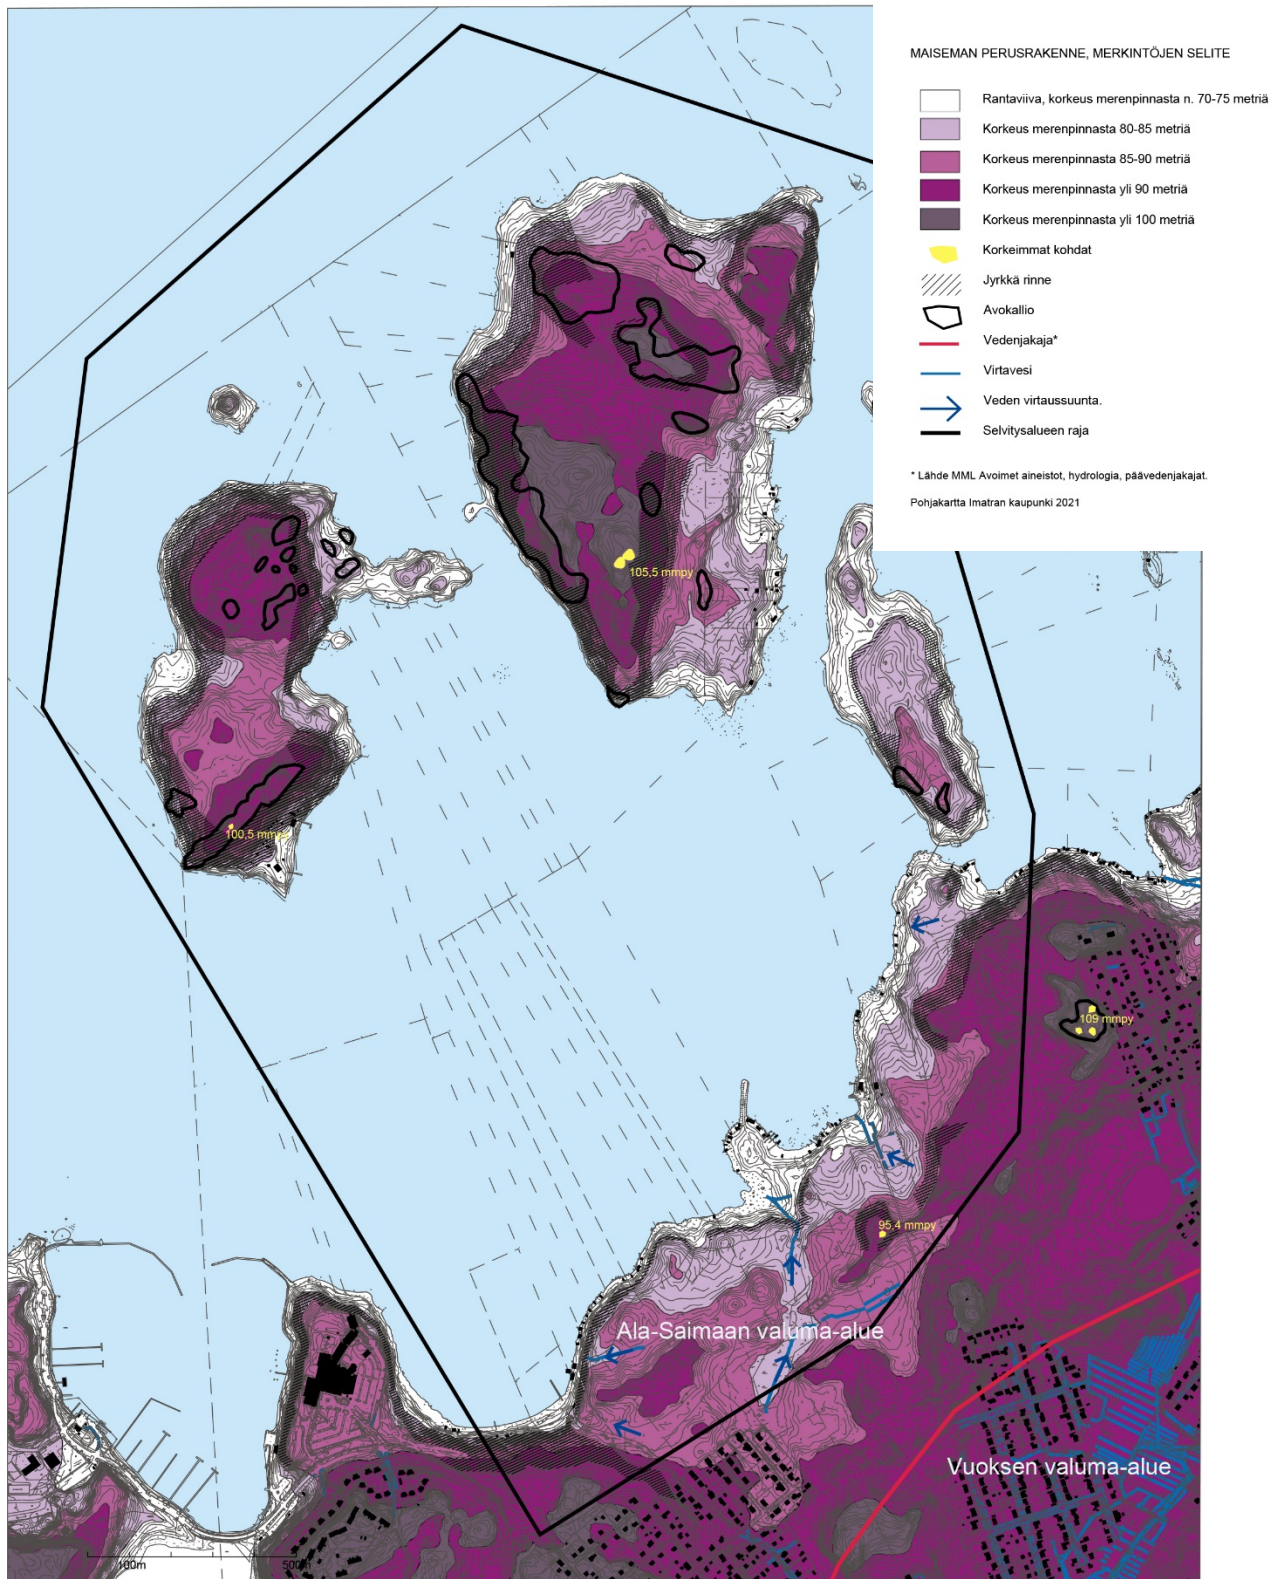 MAISEMAN PERUSRAKENNE, MERKINTÖJEN SELITE
Rantaviiva, korkeus merenpinnasta n. 70-75 metriä
Korkeus merenpinnasta 80-85 metriä
Korkeus merenpinnasta 85-90 metriä
Korkeus merenpinnasta yli 90 metriä
Korkeus merenpinnasta yli 100 metriä
Korkeimmat kohdat
Jyrkkä rinne
Avokallio
Vedenjakaja*
Virtavesi
Veden virtaussuunta.
Selvitysalueen raja
* Lähde MML Avoimet aineistot, hydrologia, päävedenjakajat.
Pohjakartta Imatran kaupunki 2021
105,5 mmpy
100,5 mmpy
109 mmpy
95,4 mmpy
Ala-Saimaan valuma-alue
Vuoksen valuma-alue
100m
500m